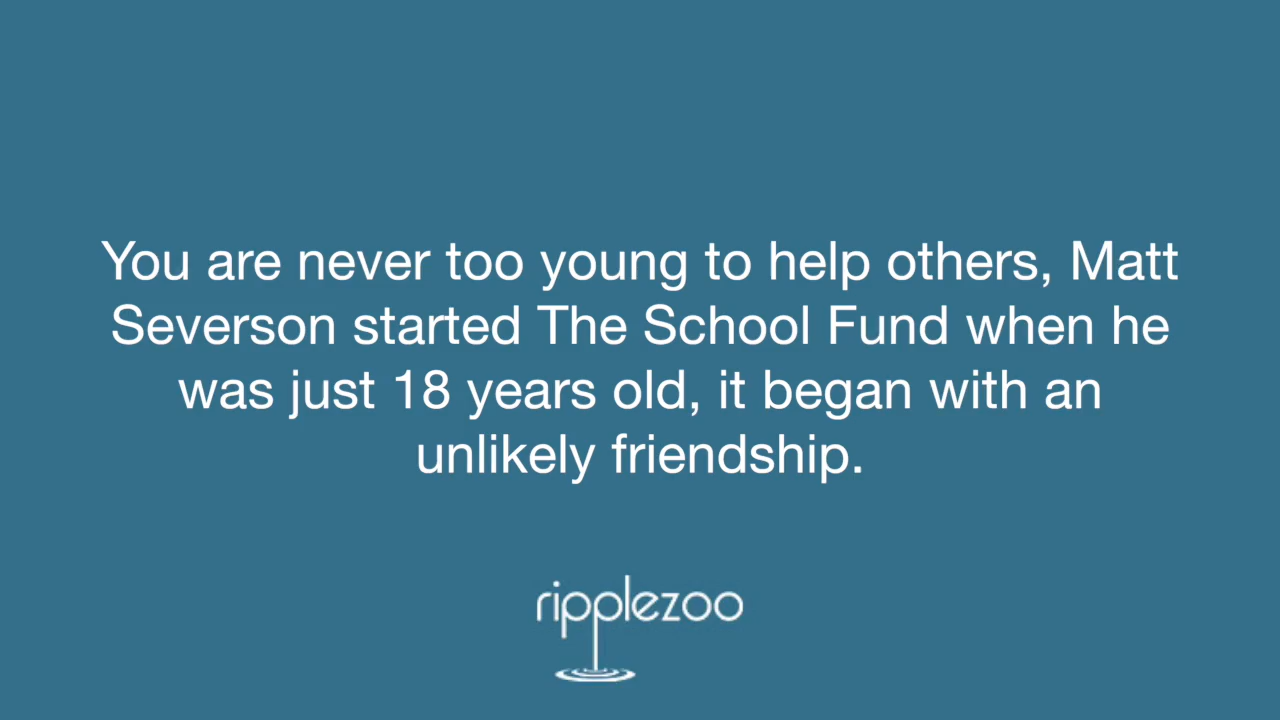 You are never too young to help others, Matt
Severson started The School Fund when he
was just 18 years old, it began with an
unlikely friendship.
ripplezoo